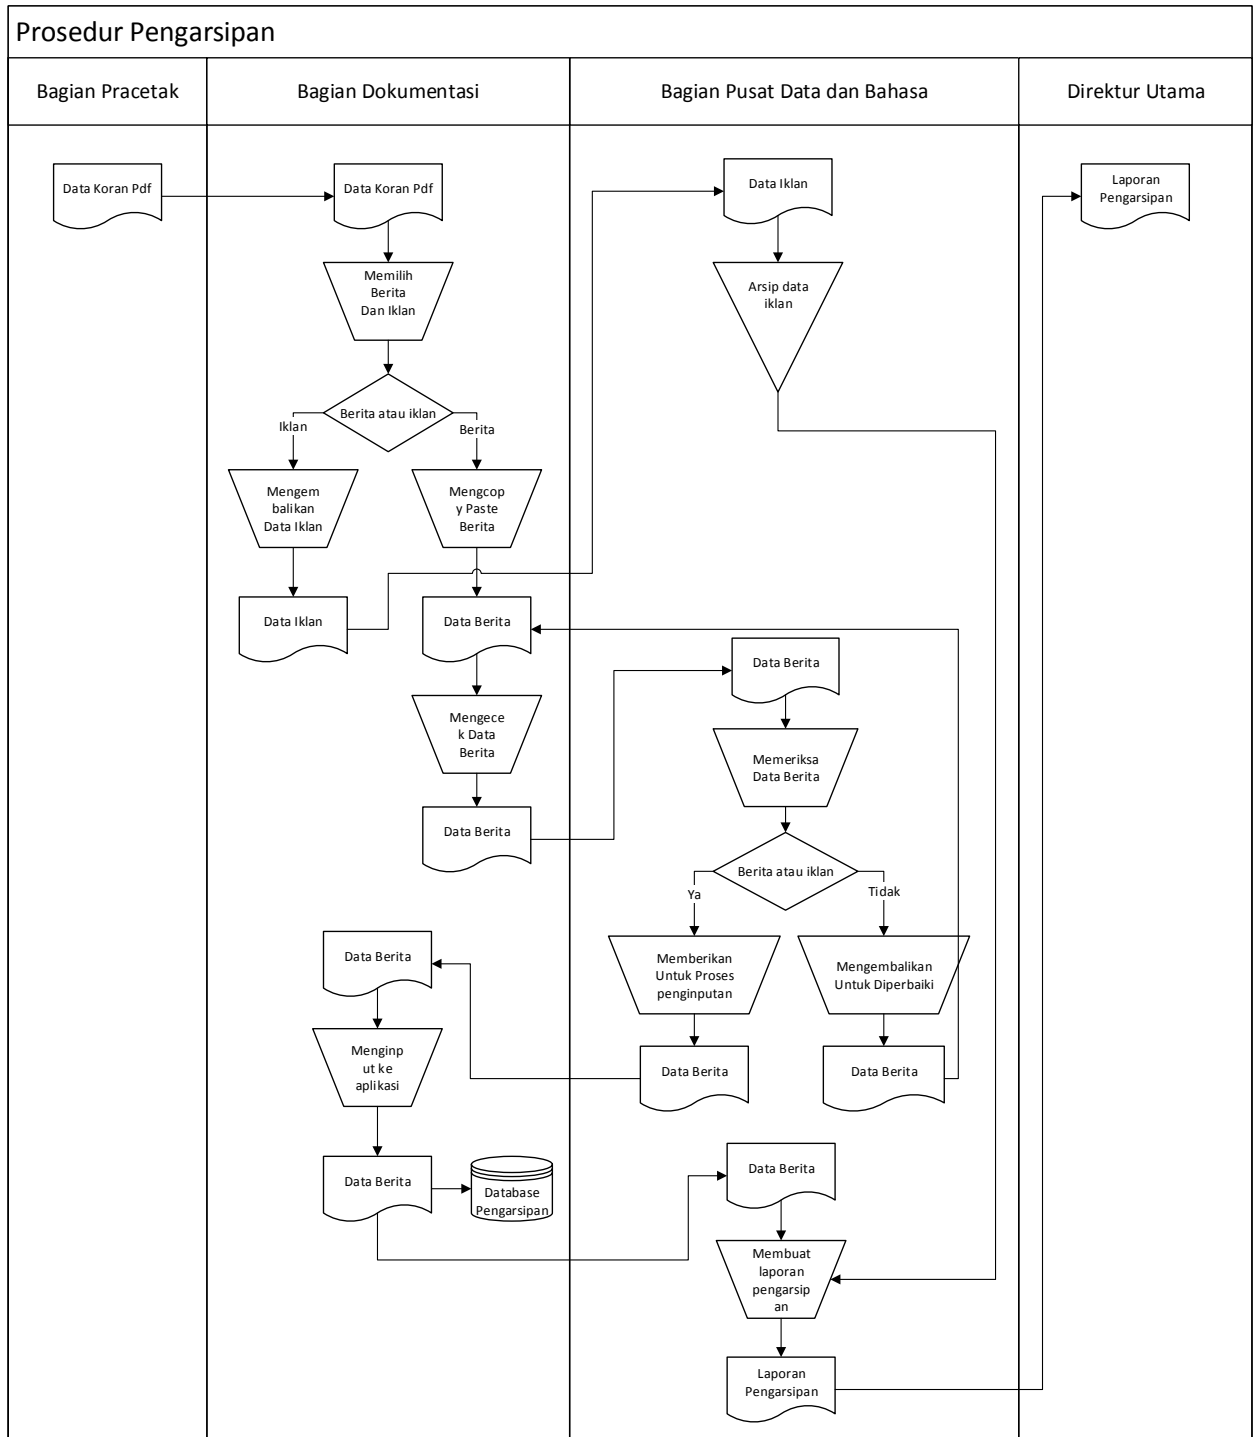 Prosedur Pengarsipan
Bagian Pracetak
Bagian Dokumentasi
Bagian Pusat Data dan Bahasa
Direktur Utama
Data Koran Pdf
Data Koran Pdf
Data Iklan
Laporan
Pengarsipan
Memilih
Berita
Dan Iklan
Arsip data
iklan
Berita atau iklan
Iklan
Berita
Mengem
balikan
Data Iklan
Mengcop
y Paste
Berita
Data Iklan
Data Berita
Data Berita
Mengece
k Data
Berita
Memeriksa
Data Berita
Data Berita
Berita atau iklan
Ya
Tidak
Data Berita
Memberikan
Untuk Proses
penginputan
Mengembalikan
Untuk Diperbaiki
Menginp
ut ke
aplikasi
Data Berita
Data Berita
Data Berita
Database
Pengarsipan
Data Berita
Membuat
laporan
pengarsip
an
Laporan
Pengarsipan